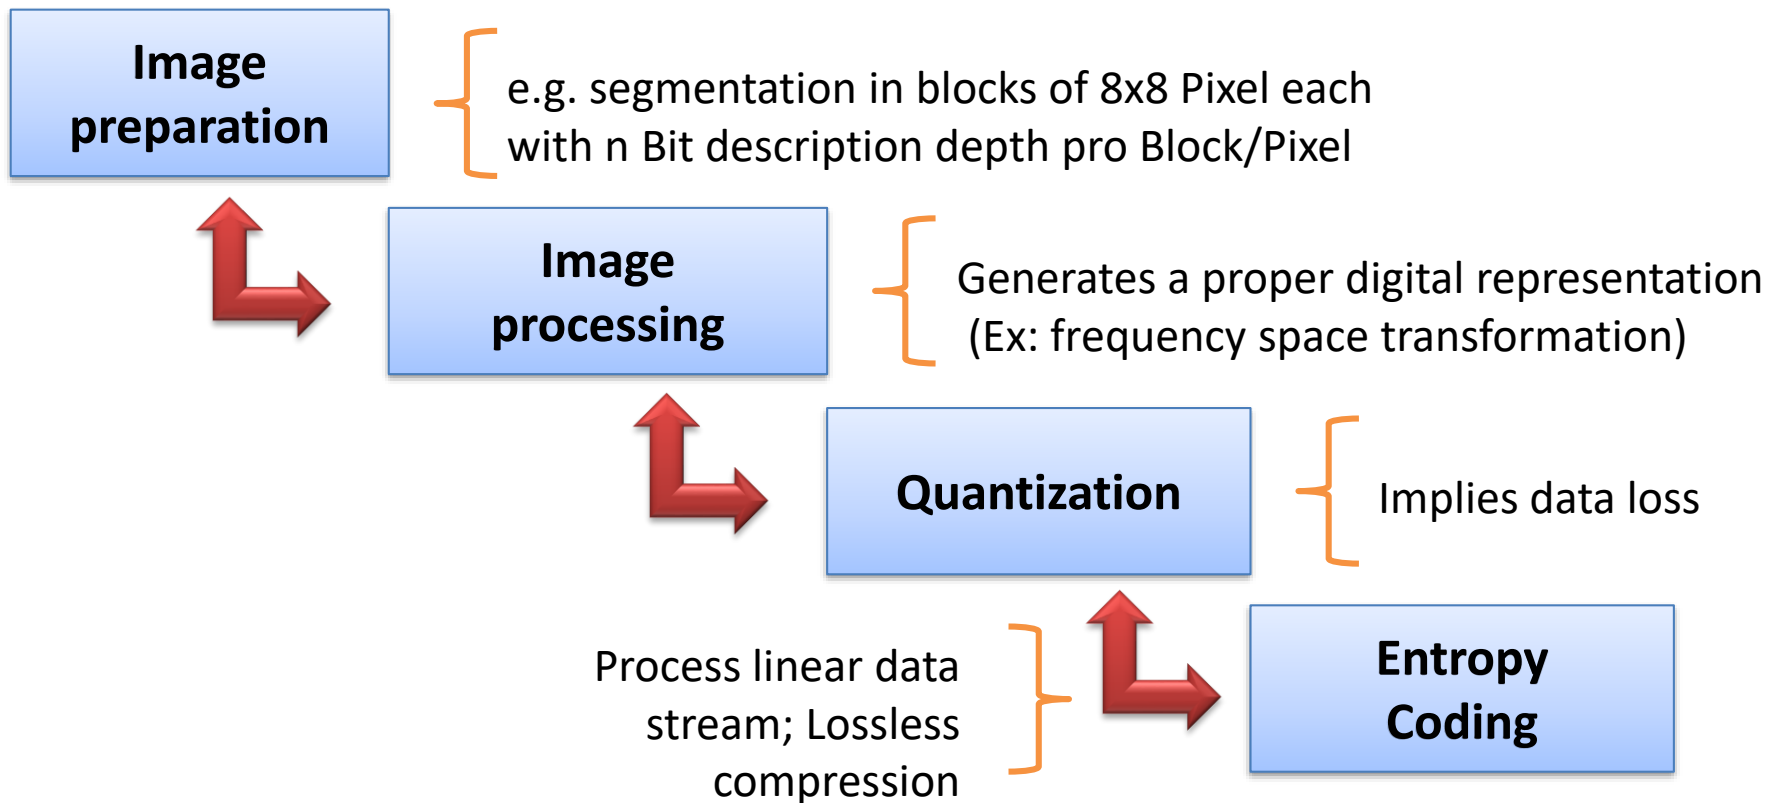 Image
preparation
e.g. segmentation in blocks of 8x8 Pixel each
with n Bit description depth pro Block/Pixel
Image
processing
Generates a proper digital representation
(Ex: frequency space transformation)
Quantization
Implies data loss
Process linear data
stream; Lossless
compression
Entropy
Coding